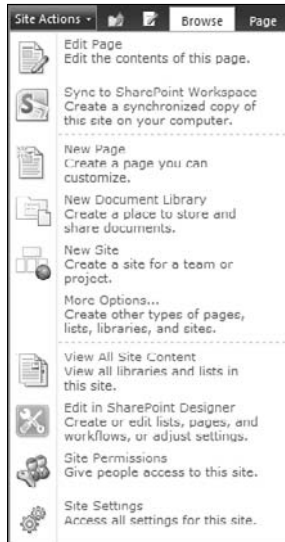 Site Actions Browse Page
Edit Page
Edit the contents of this page.
Sync to SharePoint Workspace
Create a synchronized copy of
this site on your computer.
New Page
Create a page you can
customize.
New Document Library
Create a place to store and
share documents.
New Site
Create a site for a team or
project.
More Options...
Create other types of pages,
lists, libraries, and sites.
View All Site Content
View all libraries and lists in
this site.
Edit in SharePoint Designer
Create or edit lists, pages, and
workflows, or adjust settings.
Site Permissions
Give people access to this site.
Site Settings
Access all settings for this site.